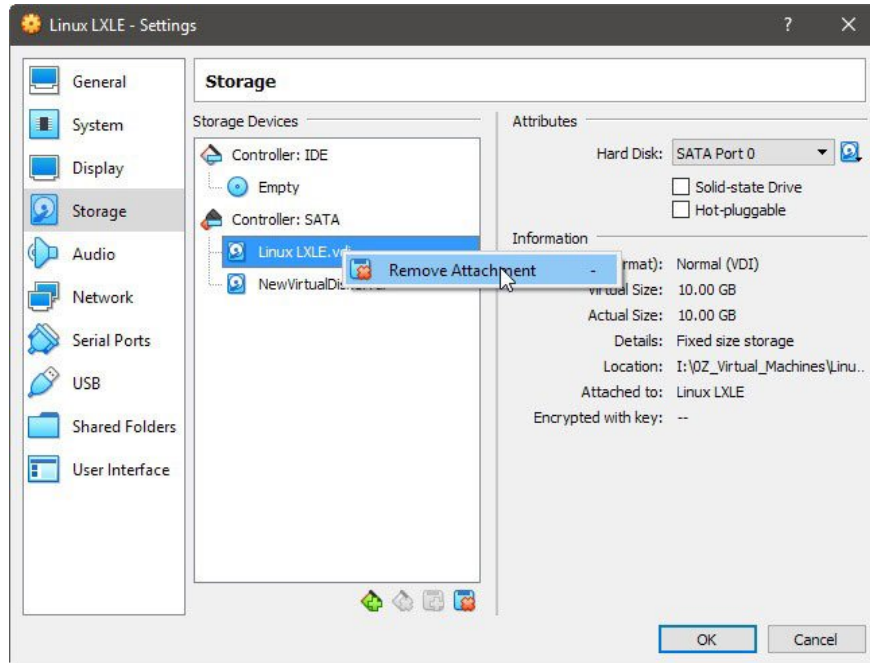 Linux LXLE - Settings ?
General
System
Display
Storage
Audio
Network
Serial Ports
USB
Shared Folders
User Interface
Storage
Storage Devices
Controller: IDE
Empty
Controller: SATA
Linux LXLE.vdi
Remove Attachment -
Attributes
Hard Disk: SATA Port 0
Solid-state Drive
Hot-pluggable
Information
Normal (VDI)
Virtual Size: 10.00 GB
Actual Size: 10.00 GB
Details: Fixed size storage
Location: I:\0Z_Virtual_Machines\Linu..
Attached to: Linux LXLE
Encrypted with key: --
OK Cancel